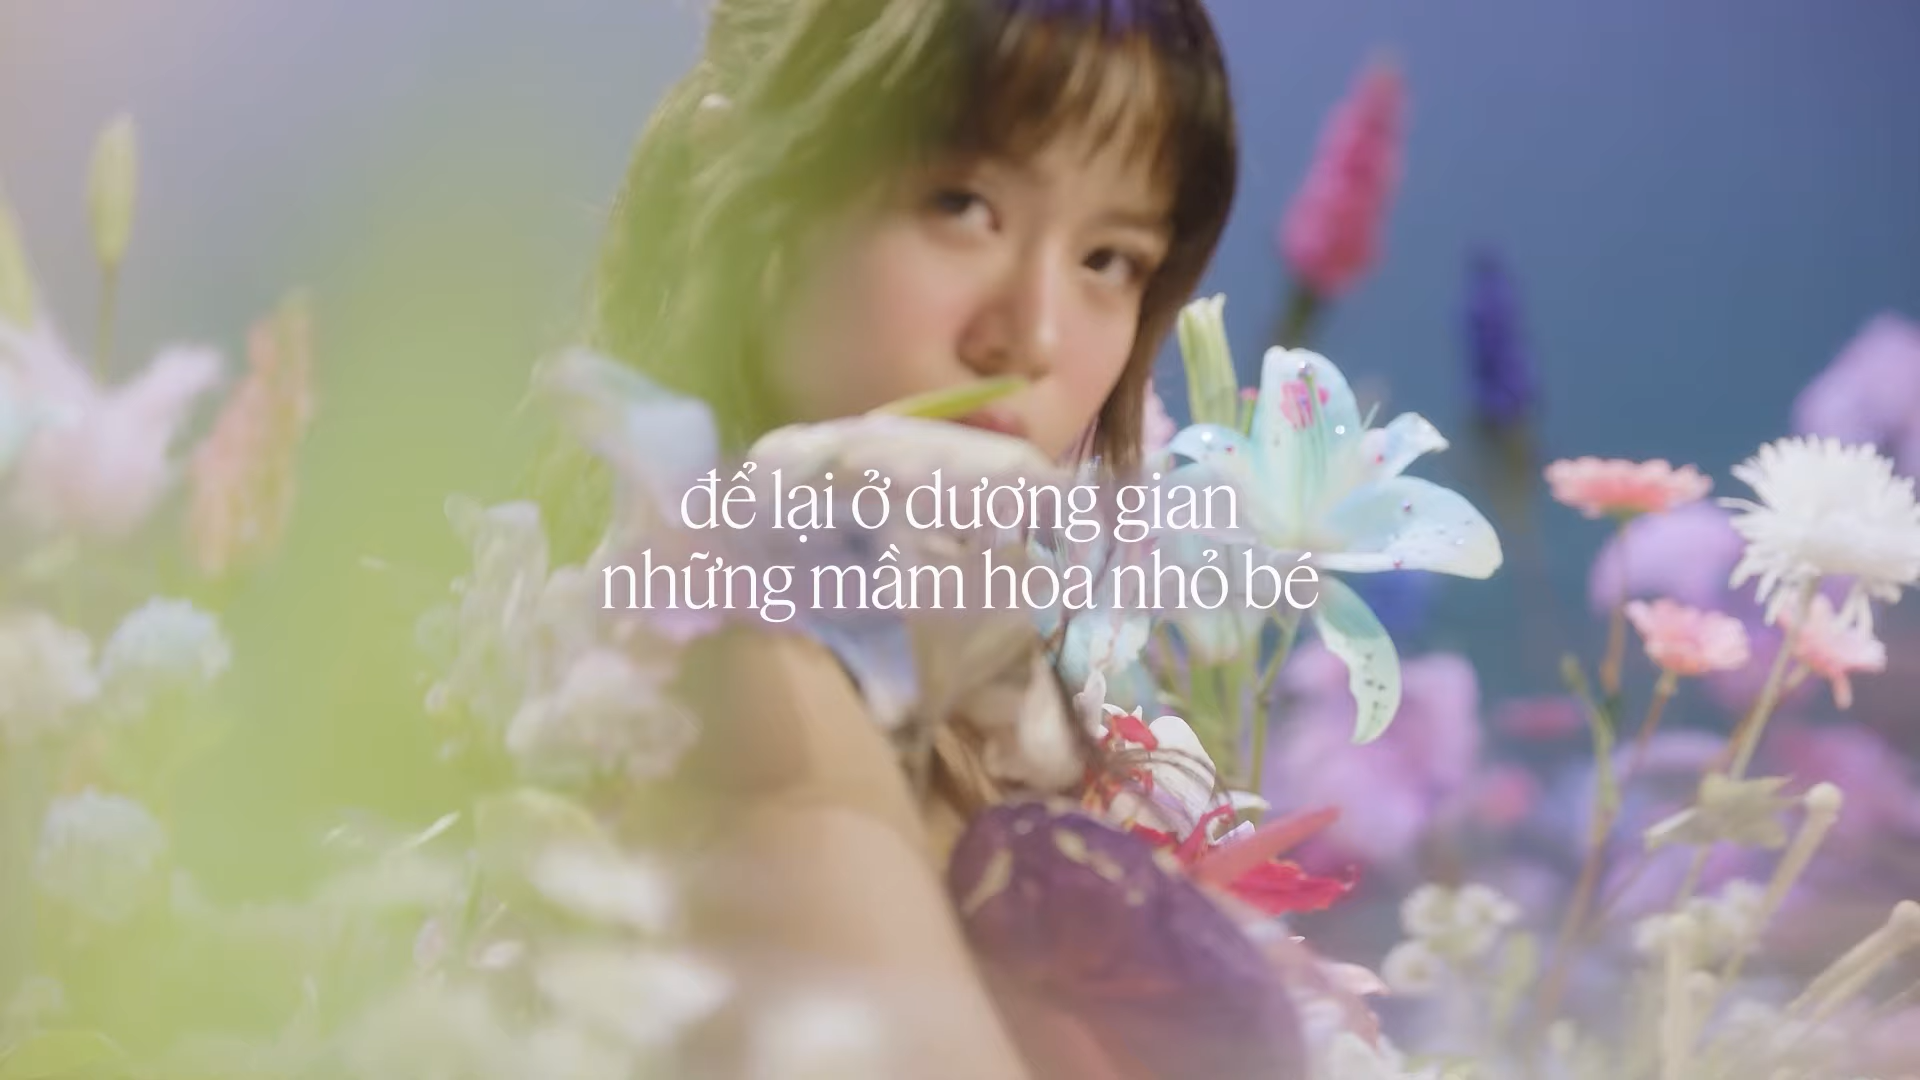 để lại ở dương gian
những mầm hoa nhỏ bé